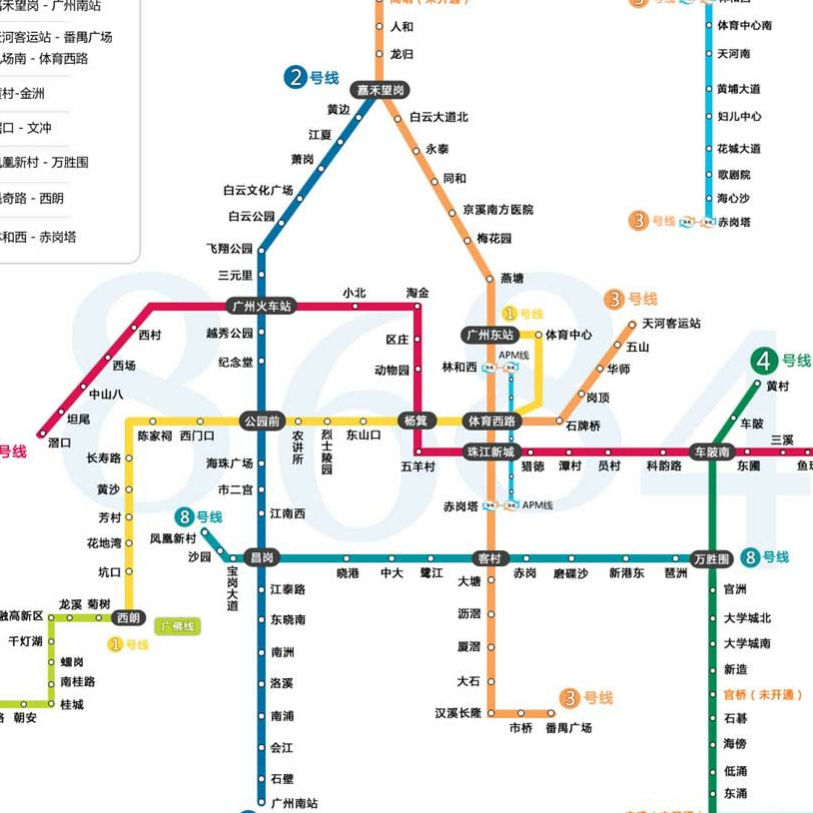 嘉禾望岗 - 广州南站
天河客运站 - 番禺广场
机场南 - 体育西路
黄村-金洲
滘口 - 文冲
凤凰新村 - 万胜围
魁奇路 - 西朗
林和西 - 赤岗塔
人和
龙归
2号线
嘉禾望岗
黄边
江夏
萧岗
白云文化广场
白云公园
飞翔公园
三元里
白云大道北
永泰
同和
京溪南方医院
梅花园
燕塘
体育中心南
天河南
黄埔大道
妇儿中心
花城大道
歌剧院
海心沙
3号线
赤岗塔
广州火车站
小北
淘金
西村
西场
中山八
坦尾
滘口
号线
越秀公园
纪念堂
区庄
动物园
1号线
广州东站
体育中心
APM线
林和西
3号线
天河客运站
五山
华师
岗顶
石牌桥
4号线
黄村
车陂
三溪
陈家祠
西门口
公园前
农讲所
烈士陵园
东山口
杨箕
体育西路
五羊村
珠江新城
猎德
潭村
员村
科韵路
车陂南
东圃
鱼珠
长寿路
黄沙
芳村
花地湾
坑口
西朗
1号线
广佛线
海珠广场
市二宫
江南西
8号线
凤凰新村
沙园
宝岗大道
昌岗
赤岗塔
APM线
晓港
中大
鹭江
客村
赤岗
磨碟沙
新港东
琶洲
万胜围
8号线
融高新区
龙溪
菊树
千灯湖
𧒽岗
南桂路
桂城
朝安
江泰路
东晓南
南洲
洛溪
南浦
会江
石壁
广州南站
大塘
沥滘
厦滘
大石
汉溪长隆
市桥
番禺广场
3号线
官洲
大学城北
大学城南
新造
官桥（未开通）
石碁
海傍
低涌
东涌
8684